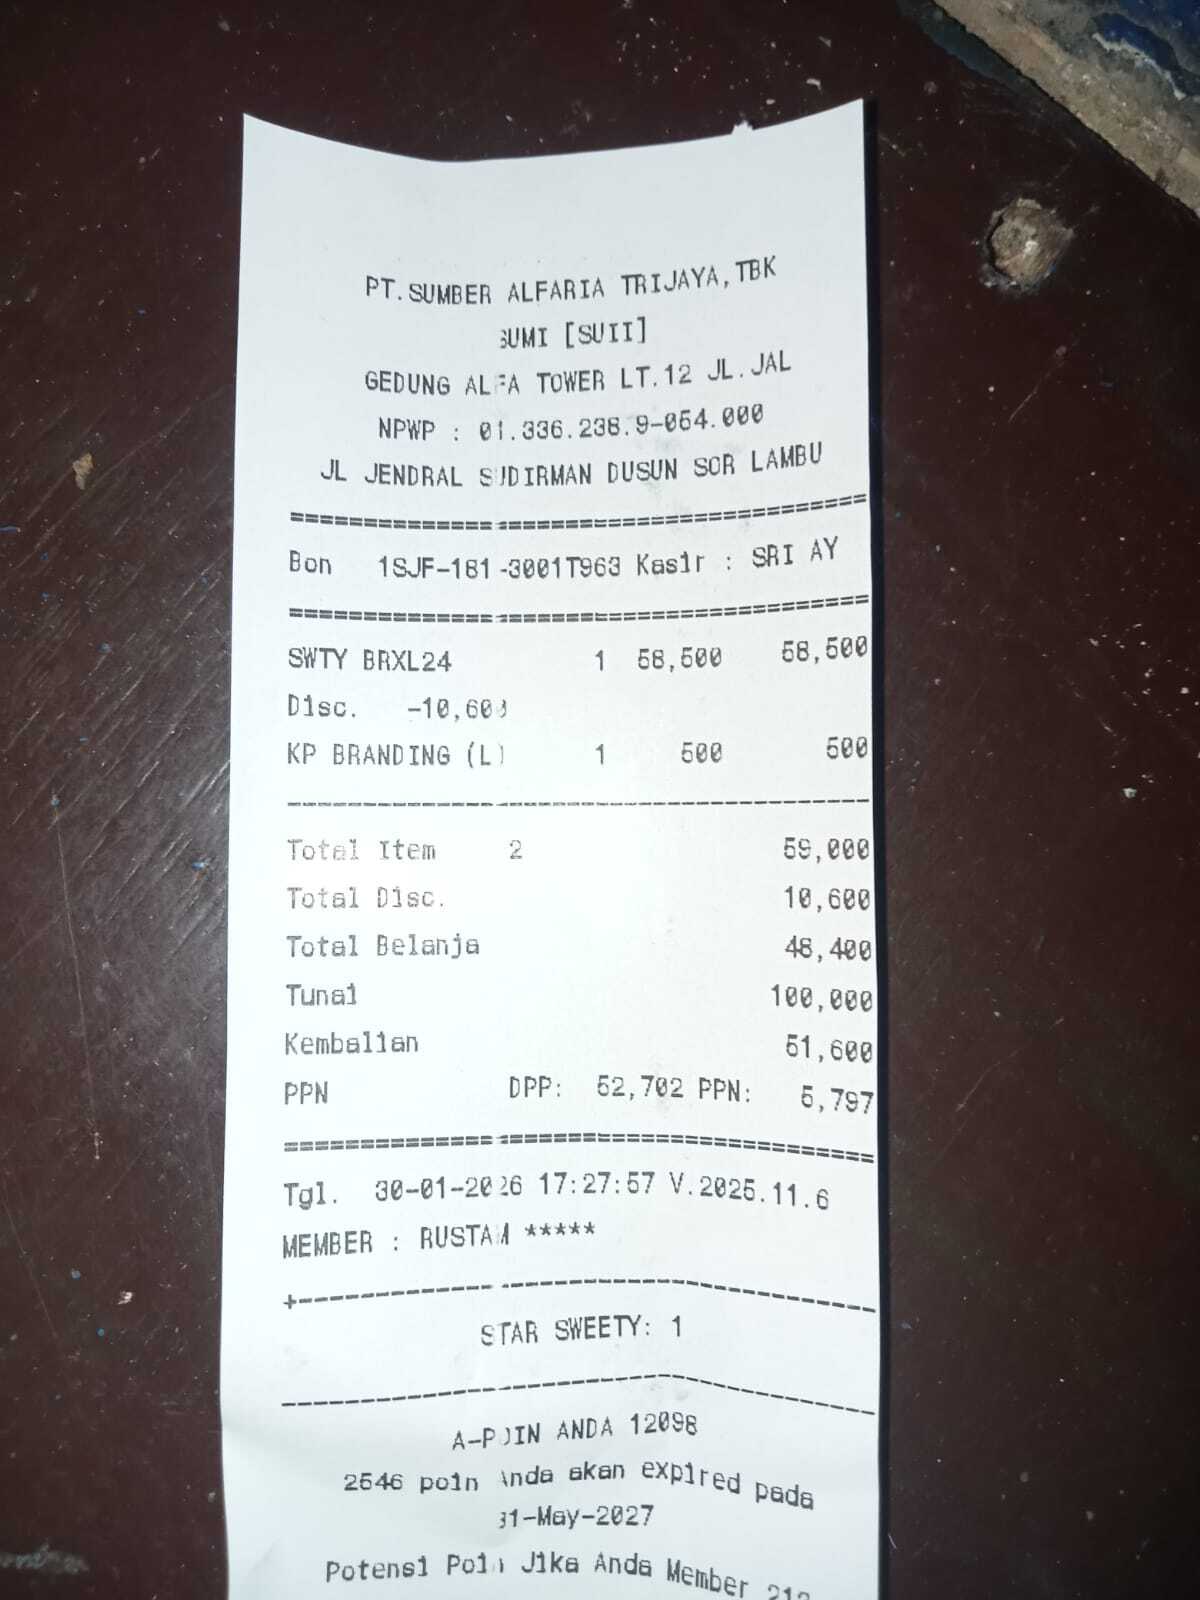 PT.SUMBER ALFARIA TRIJAYA,TBK
BUMI [SUII]
GEDUNG ALFA TOWER LT.12 JL.JAL
NPWP : 01.336.238.9-054.000
JL JENDRAL SUDIRMAN DUSUN SOR LAMBU
Bon 1SJF-181-3001T963 Kasir : SRI AY
SWTY BRXL24 1 58,500 58,500
Disc. -10,600
KP BRANDING (L) 1 500 500
Total Item 2 59,000
Total Disc. 10,600
Total Belanja 48,400
Tunai 100,000
Kembalian 51,600
PPN DPP: 52,702 PPN: 5,797
Tgl. 30-01-2026 17:27:57 V.2025.11.6
MEMBER : RUSTAM *****
STAR SWEETY: 1
A-POIN ANDA 12098
2546 poin Anda akan expired pada
31-May-2027
Potensi Poin Jika Anda Member